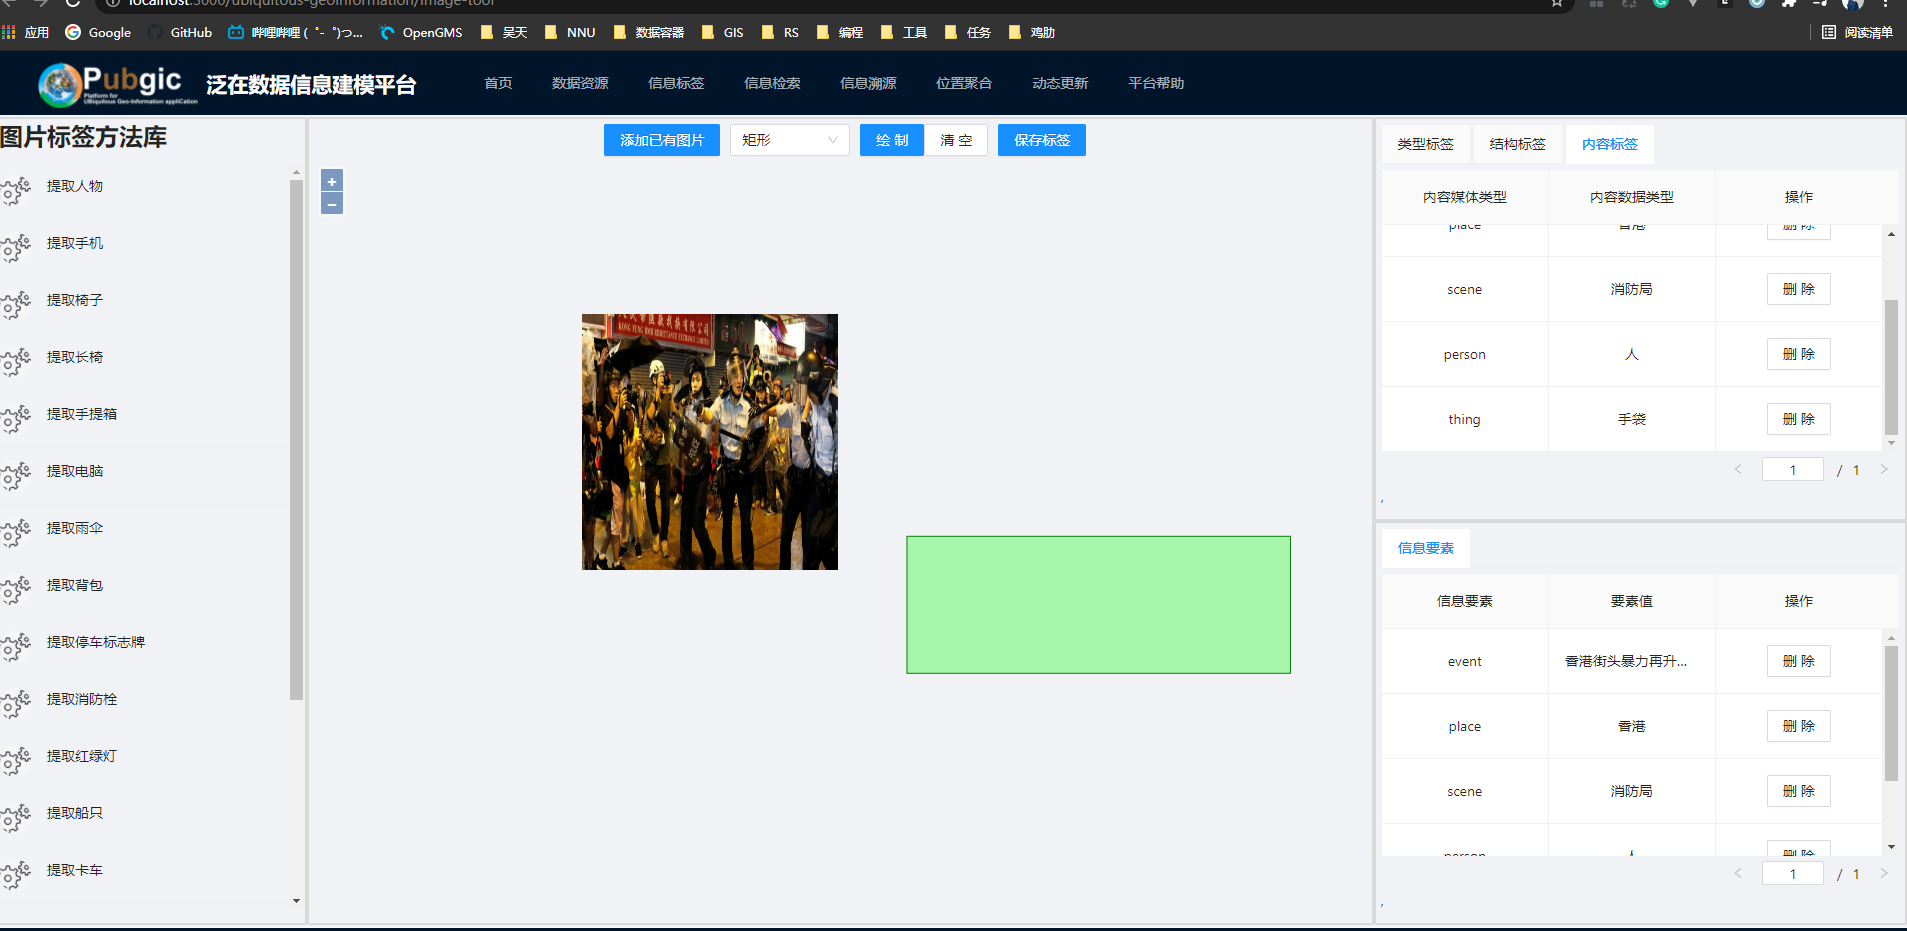 localhost:3000/ubiquitous-geoinformation/image-tool
应用 Google GitHub 哔哩哔哩 ( ゜- ゜)つ... OpenGMS 吴天 NNU 数据容器 GIS RS 编程 工具 任务 鸡肋 阅读清单
Pubgic
Platform for
UBiquitous Geo-Information appliCation
泛在数据信息建模平台 首页 数据资源 信息标签 信息检索 信息溯源 位置聚合 动态更新 平台帮助
图片标签方法库
提取人物
提取手机
提取椅子
提取长椅
提取手提箱
提取电脑
提取雨伞
提取背包
提取停车标志牌
提取消防栓
提取红绿灯
提取船只
提取卡车
添加已有图片 矩形 绘 制 清 空 保存标签
+
−
KONG FUNG HMB REMITTANCE EXCHANGE LIMITED
POLICE
类型标签 结构标签 内容标签
内容媒体类型 内容数据类型 操作
place 香港 删 除
scene 消防局 删 除
person 人 删 除
thing 手袋 删 除
< 1 / 1 >
,
信息要素
信息要素 要素值 操作
event 香港街头暴力再升... 删 除
place 香港 删 除
scene 消防局 删 除
person 人 删 除
< 1 / 1 >
,